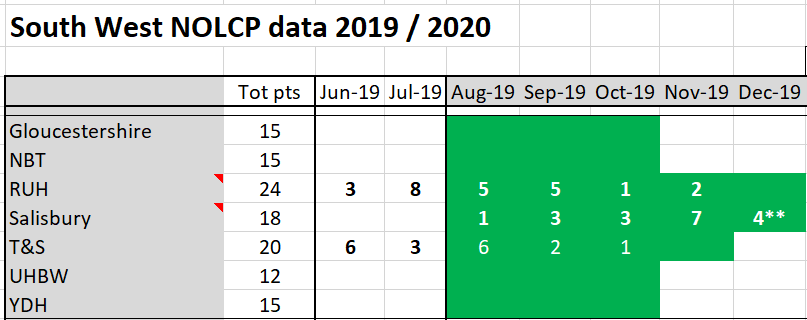 South West NOLCP data 2019 / 2020
Tot pts Jun-19 Jul-19 Aug-19 Sep-19 Oct-19 Nov-19 Dec-19
Gloucestershire 15
NBT 15
RUH 24 3 8 5 5 1 2
Salisbury 18 1 3 3 7 4**
T&S 20 6 3 6 2 1
UHBW 12
YDH 15